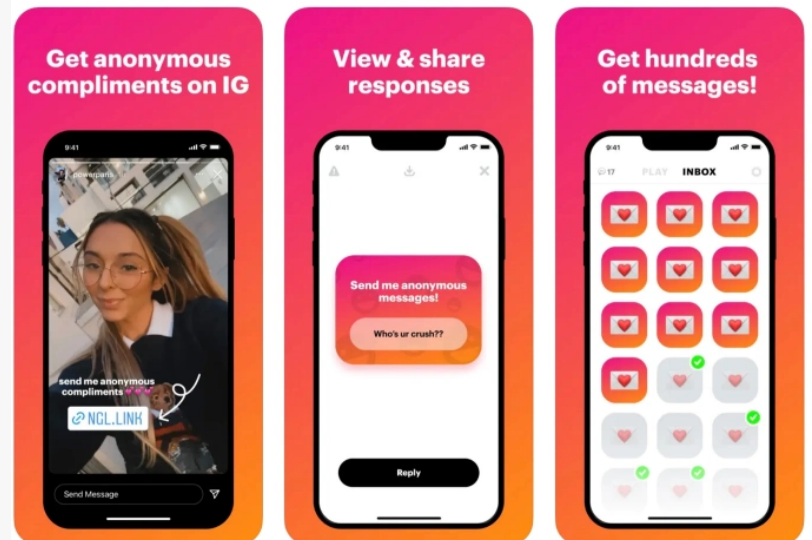 Get anonymous
compliments on IG
9:41
send me anonymous
compliments
NGL.LINK
Send Message
View & share
responses
9:41
Send me anonymous
messages!
Who's ur crush??
Reply
Get hundreds
of messages!
9:41
17 PLAY INBOX